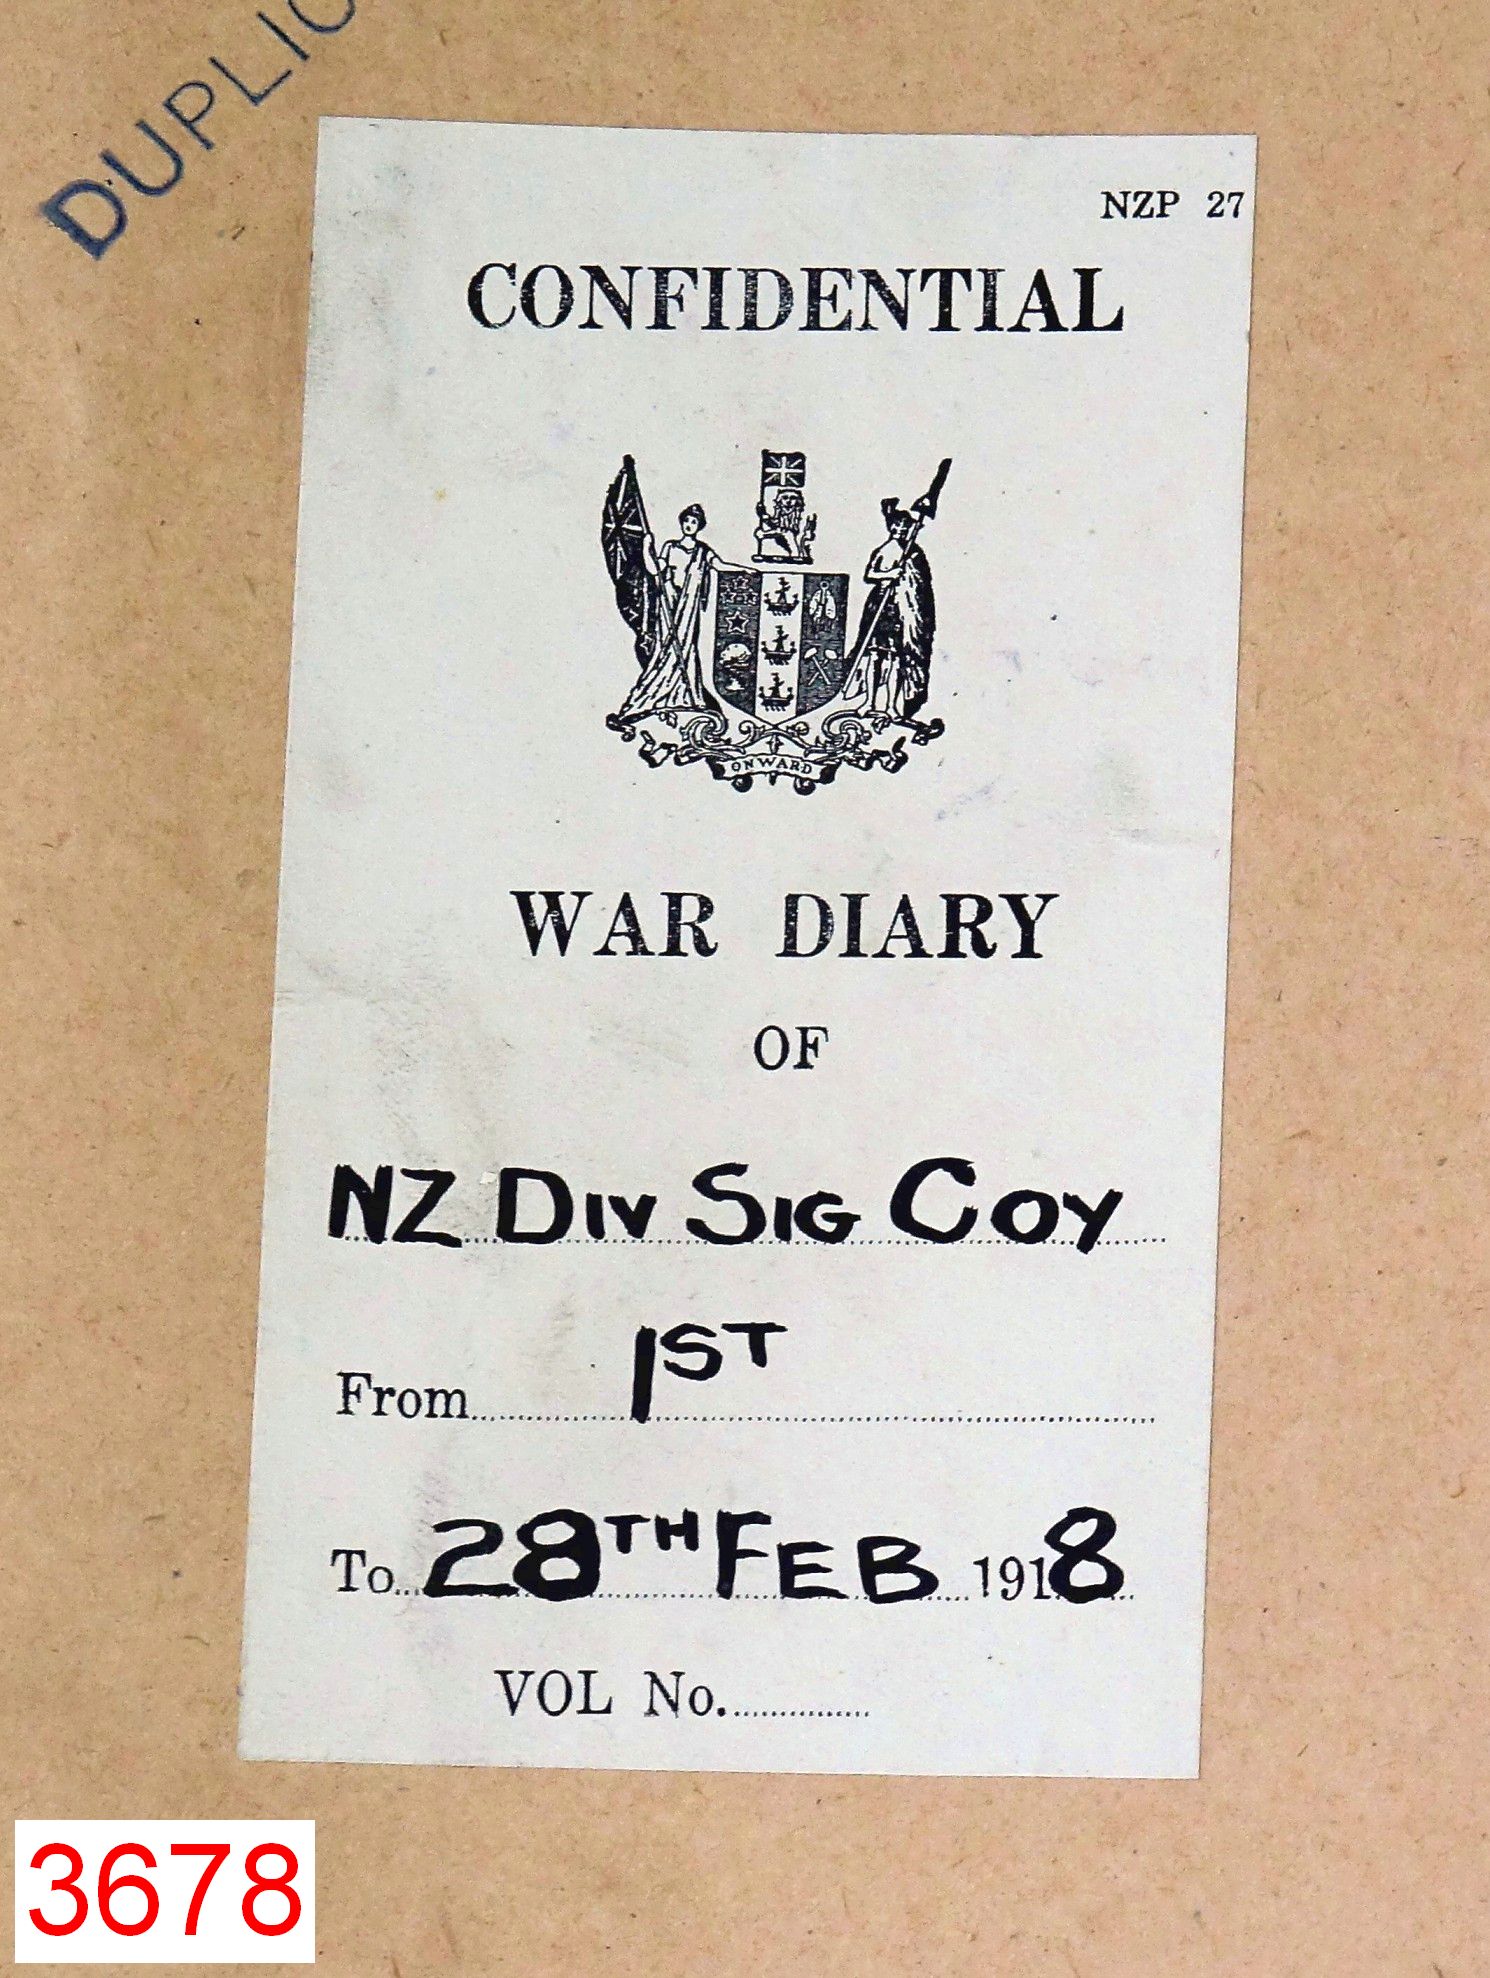 DUPLIC
NZP 27
CONFIDENTIAL
ONWARD
WAR DIARY
OF
NZ DIV SIG COY
From 1ST
To 28TH FEB 1918
VOL No.
3678